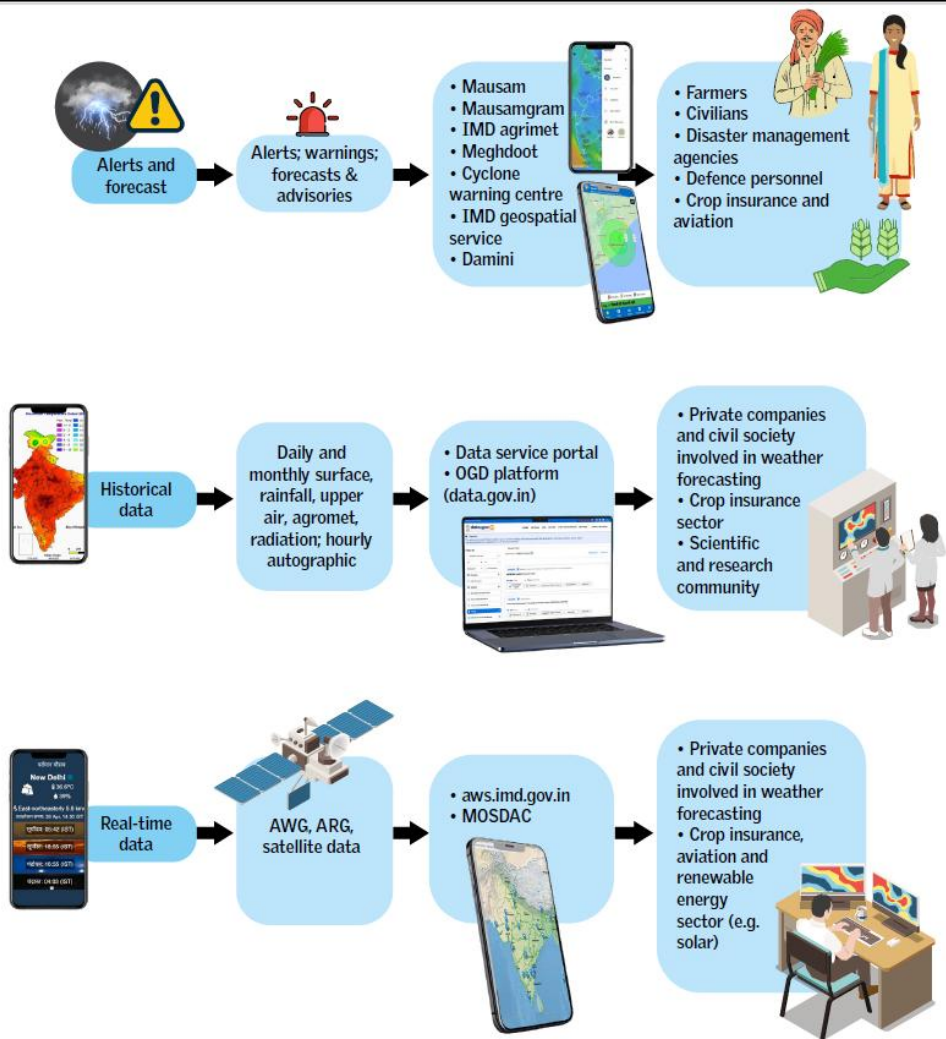 Alerts and
forecast
Alerts; warnings;
forecasts &
advisories
• Mausam
• Mausamgram
• IMD agrimet
• Meghdoot
• Cyclone
warning centre
• IMD geospatial
service
• Damini
• Farmers
• Civilians
• Disaster management
agencies
• Defence personnel
• Crop insurance and
aviation
Historical
data
Daily and
monthly surface,
rainfall, upper
air, agromet,
radiation; hourly
autographic
• Data service portal
• OGD platform
(data.gov.in)
• Private companies
and civil society
involved in weather
forecasting
• Crop insurance
sector
• Scientific
and research
community
New Delhi
Real-time
data
AWG, ARG,
satellite data
• aws.imd.gov.in
• MOSDAC
• Private companies
and civil society
involved in weather
forecasting
• Crop insurance,
aviation and
renewable
energy
sector (e.g.
solar)